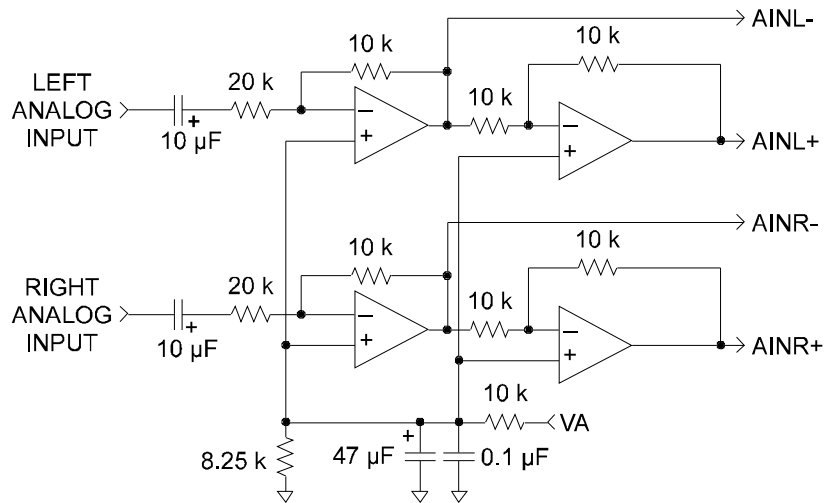 10 k
AINL-
LEFT
ANALOG
INPUT
20 k
10 k
10 k
−
+
+
10 µF
−
+
AINL+
10 k
AINR-
10 k
RIGHT
ANALOG
INPUT
20 k
10 k
−
+
+
10 µF
−
+
AINR+
10 k
VA
8.25 k
+
47 µF
0.1 µF